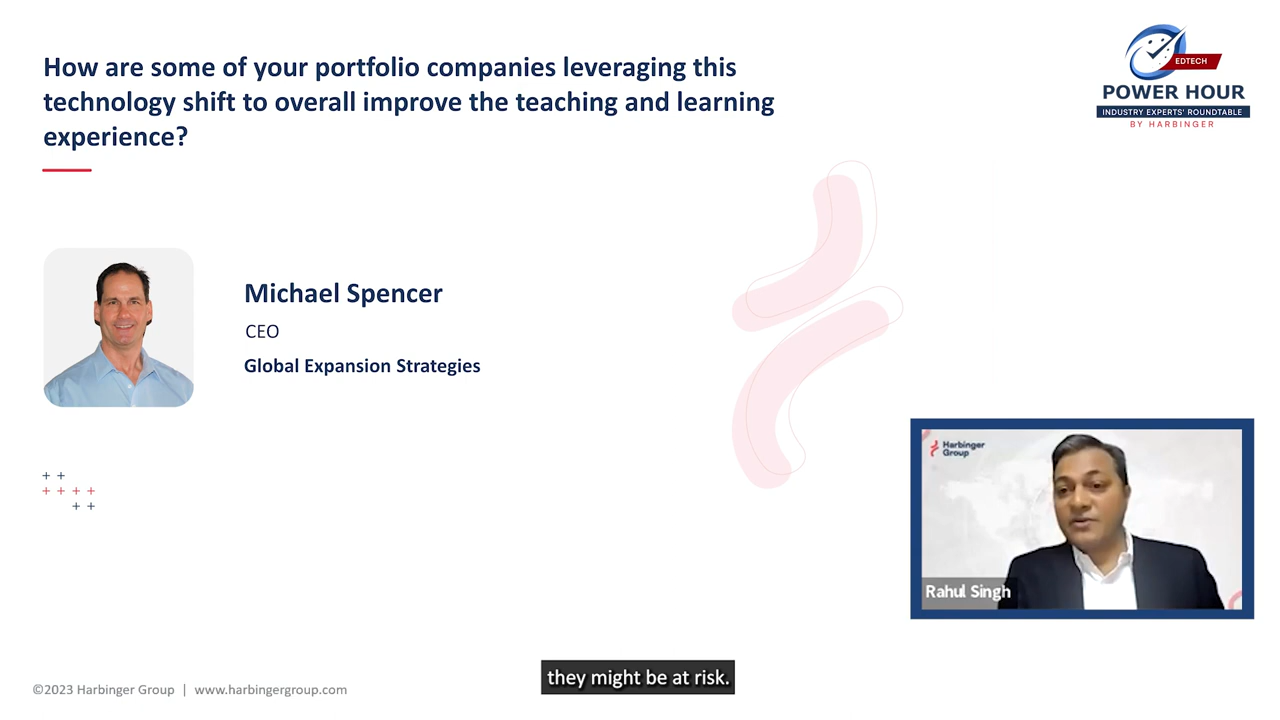 How are some of your portfolio companies leveraging this
technology shift to overall improve the teaching and learning
experience?
EDTECH
POWER HOUR
INDUSTRY EXPERTS' ROUNDTABLE
BY HARBINGER
Michael Spencer
CEO
Global Expansion Strategies
Harbinger
Group
Rahul Singh
they might be at risk.
©2023 Harbinger Group | www.harbingergroup.com